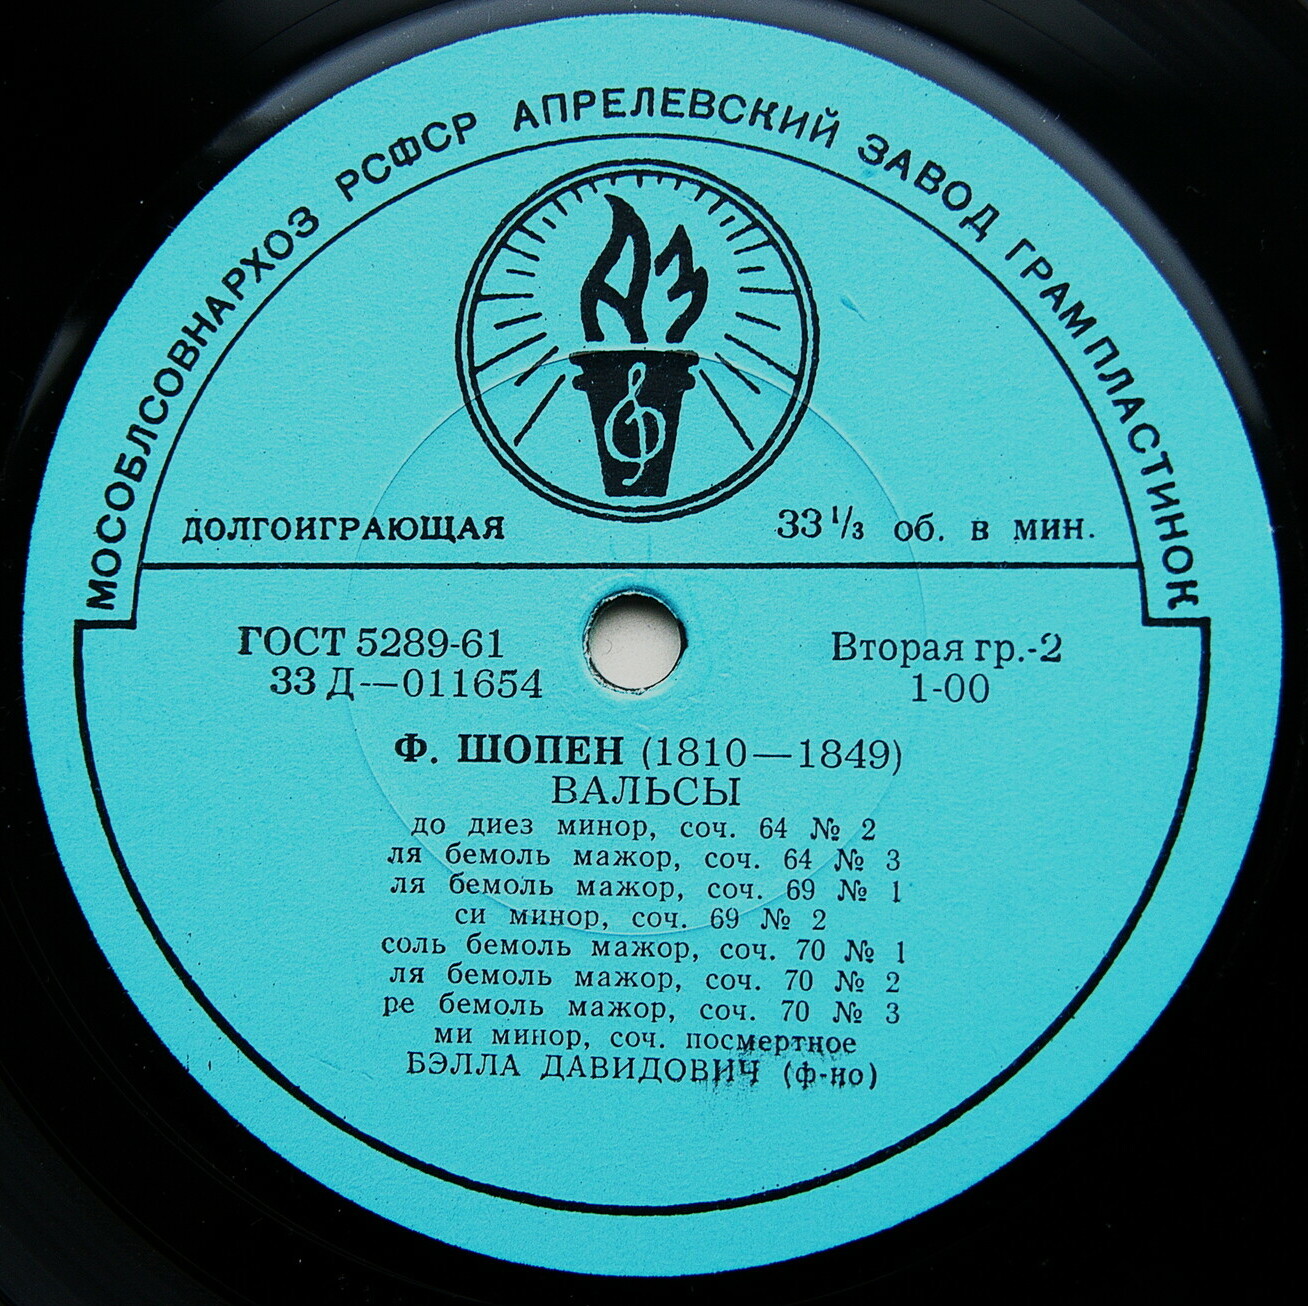 МОСОБЛСОВНАРХОЗ РСФСР АПРЕЛЕВСКИЙ ЗАВОД ГРАМПЛАСТИНОК
АЗ
ДОЛГОИГРАЮЩАЯ 33 1/3 об. в мин.
ГОСТ 5289-61 Вторая гр.-2
33 Д—011654 1-00
Ф. ШОПЕН (1810—1849)
ВАЛЬСЫ
до диез минор, соч. 64 № 2
ля бемоль мажор, соч. 64 № 3
ля бемоль мажор, соч. 69 № 1
си минор, соч. 69 № 2
соль бемоль мажор, соч. 70 № 1
ля бемоль мажор, соч. 70 № 2
ре бемоль мажор, соч. 70 № 3
ми минор, соч. посмертное
БЭЛЛА ДАВИДОВИЧ (ф-но)